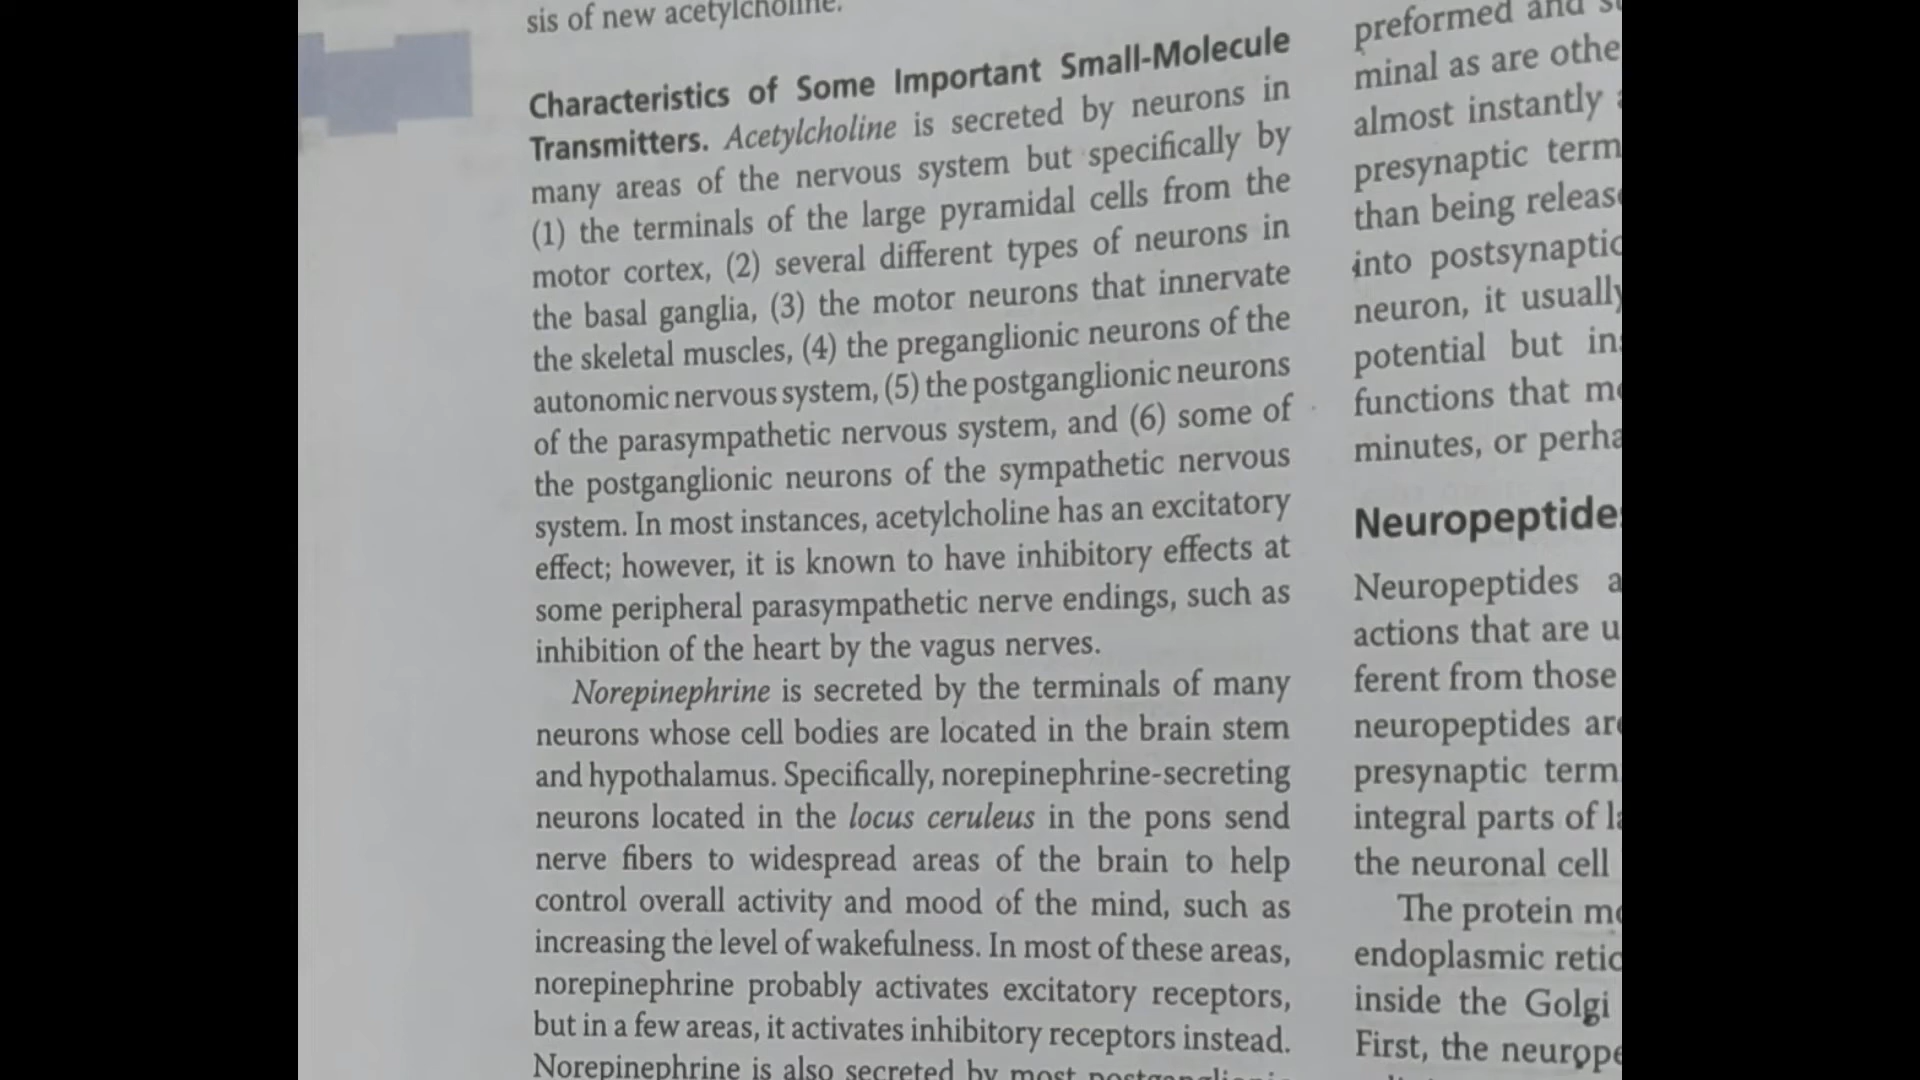 sis of new acetylcholine.
Characteristics of Some Important Small-Molecule
Transmitters. Acetylcholine is secreted by neurons in
many areas of the nervous system but specifically by
(1) the terminals of the large pyramidal cells from the
motor cortex, (2) several different types of neurons in
the basal ganglia, (3) the motor neurons that innervate
the skeletal muscles, (4) the preganglionic neurons of the
autonomic nervous system, (5) the postganglionic neurons
of the parasympathetic nervous system, and (6) some of
the postganglionic neurons of the sympathetic nervous
system. In most instances, acetylcholine has an excitatory
effect; however, it is known to have inhibitory effects at
some peripheral parasympathetic nerve endings, such as
inhibition of the heart by the vagus nerves.
Norepinephrine is secreted by the terminals of many
neurons whose cell bodies are located in the brain stem
and hypothalamus. Specifically, norepinephrine-secreting
neurons located in the locus ceruleus in the pons send
nerve fibers to widespread areas of the brain to help
control overall activity and mood of the mind, such as
increasing the level of wakefulness. In most of these areas,
norepinephrine probably activates excitatory receptors,
but in a few areas, it activates inhibitory receptors instead.
Norepinephrine is also secreted by most
preformed and
minal as are
almost instantly
presynaptic
than being
into
neuron, it
potential but
functions that
minutes, or
Neuropeptides
actions that are
ferent from those
neuropeptides
presynaptic
integral parts of
the neuronal cell
The protein
endoplasmic
inside the Golgi
First, the